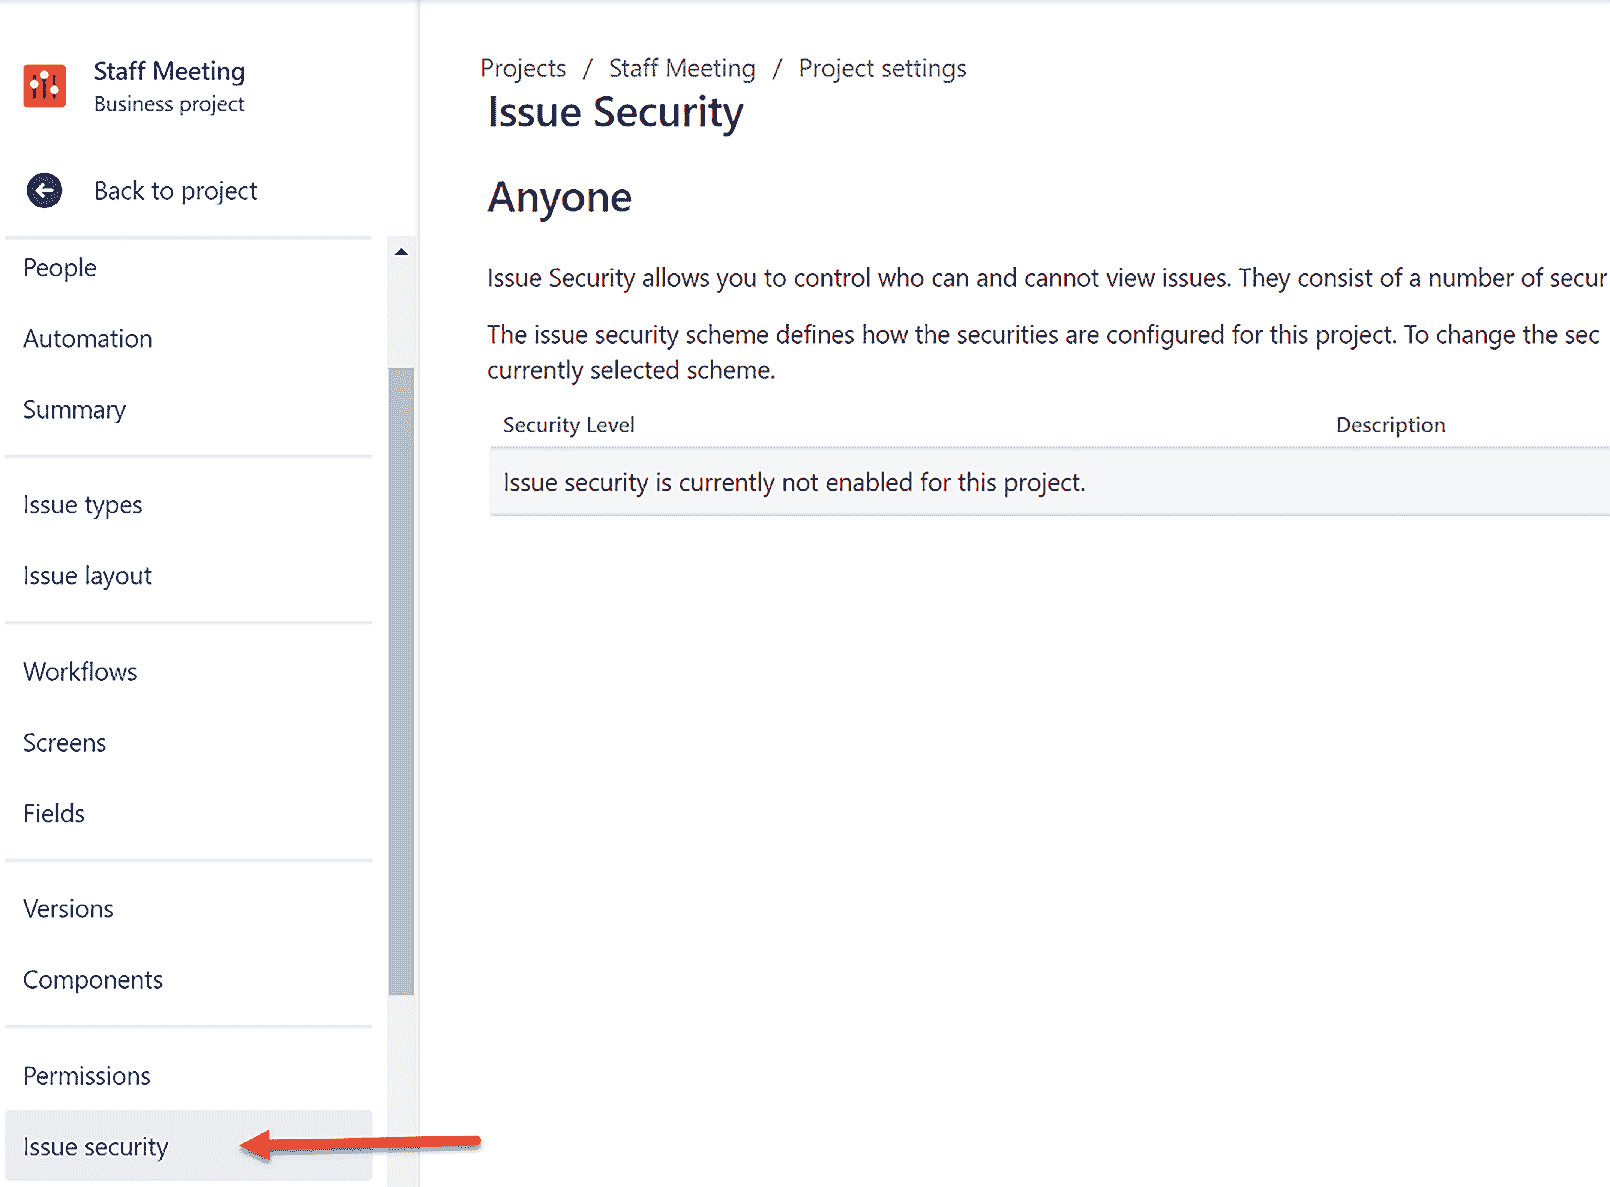 Staff Meeting
Business project
Back to project
People
Automation
Summary
Issue types
Issue layout
Workflows
Screens
Fields
Versions
Components
Permissions
Issue security
Projects / Staff Meeting / Project settings
Issue Security
Anyone
Issue Security allows you to control who can and cannot view issues. They consist of a number of secur
The issue security scheme defines how the securities are configured for this project. To change the sec
currently selected scheme.
Security Level Description
Issue security is currently not enabled for this project.